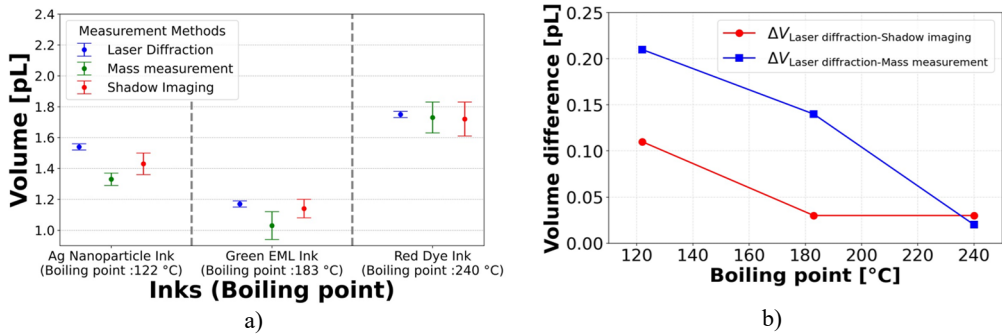 Volume [pL]
2.4
2.2
2.0
1.8
1.6
1.4
1.2
1.0
Measurement Methods
Laser Diffraction
Mass measurement
Shadow Imaging
Ag Nanoparticle Ink
(Boiling point :122 °C)
Green EML Ink
(Boiling point :183 °C)
Red Dye Ink
(Boiling point :240 °C)
Inks (Boiling point)
a)
Volume difference [pL]
0.25
0.20
0.15
0.10
0.05
0.00
ΔV Laser diffraction-Shadow imaging
ΔV Laser diffraction-Mass measurement
120 140 160 180 200 220 240
Boiling point [°C]
b)